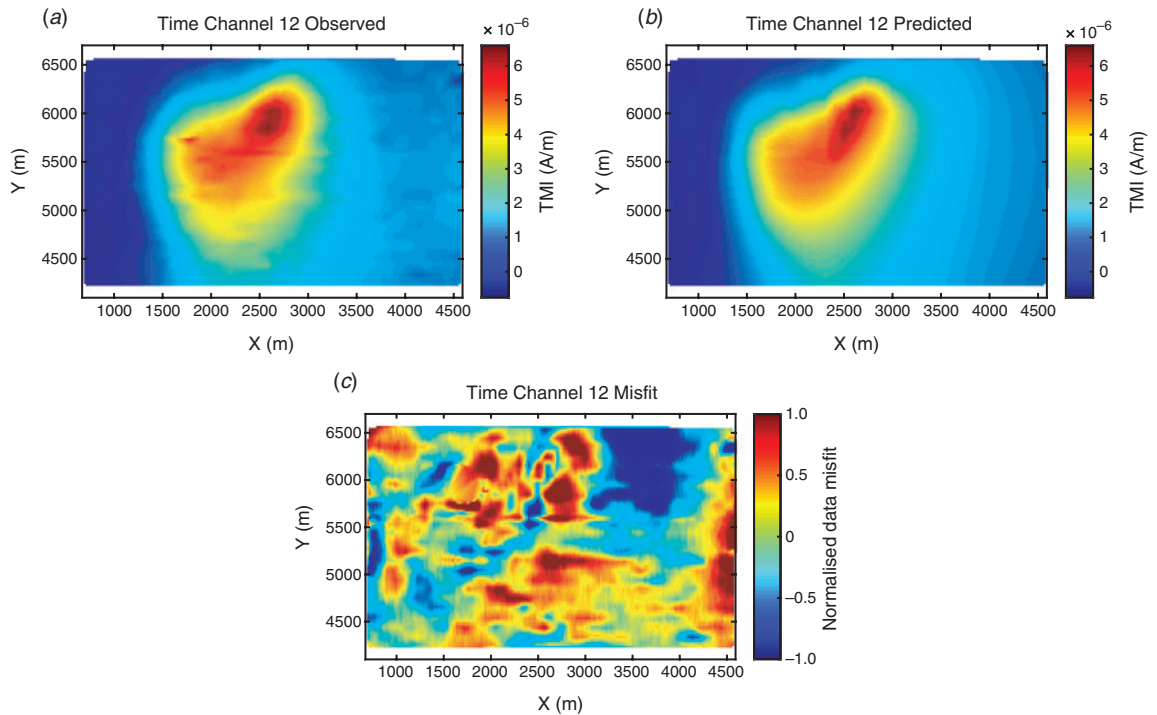 (a)
Time Channel 12 Observed
× 10⁻⁶
6500
6000
5500
5000
4500
Y (m)
1000 1500 2000 2500 3000 3500 4000 4500
X (m)
6
5
4
3
2
1
0
TMI (A/m)
(b)
Time Channel 12 Predicted
× 10⁻⁶
6500
6000
5500
5000
4500
Y (m)
1000 1500 2000 2500 3000 3500 4000 4500
X (m)
6
5
4
3
2
1
0
TMI (A/m)
(c)
Time Channel 12 Misfit
6500
6000
5500
5000
4500
Y (m)
1000 1500 2000 2500 3000 3500 4000 4500
X (m)
1.0
0.5
0
−0.5
−1.0
Normalised data misfit